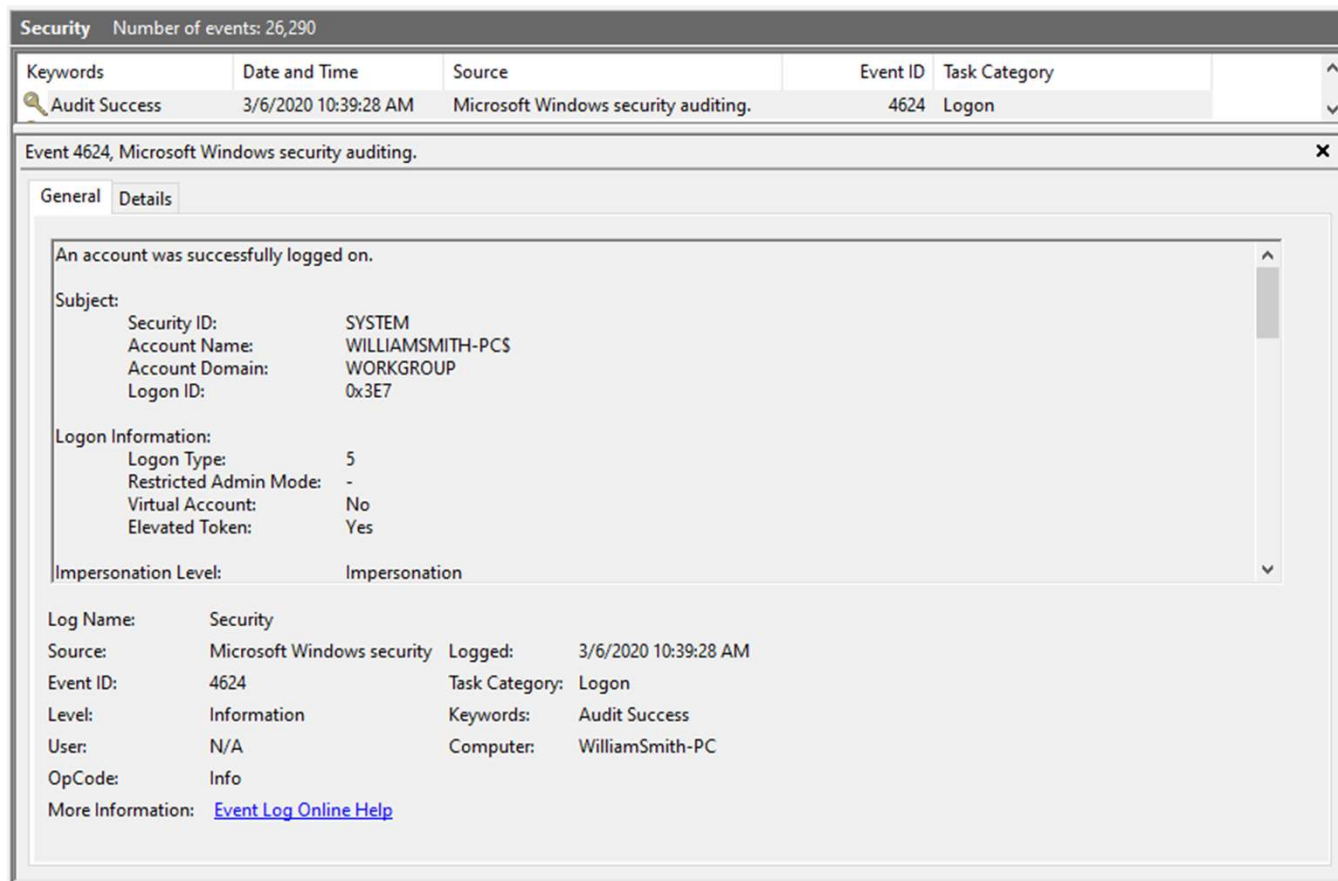 Security Number of events: 26,290
Keywords Date and Time Source Event ID Task Category
Audit Success 3/6/2020 10:39:28 AM Microsoft Windows security auditing. 4624 Logon
Event 4624, Microsoft Windows security auditing.
General Details
An account was successfully logged on.
Subject:
Security ID: SYSTEM
Account Name: WILLIAMSMITH-PC$
Account Domain: WORKGROUP
Logon ID: 0x3E7
Logon Information:
Logon Type: 5
Restricted Admin Mode: -
Virtual Account: No
Elevated Token: Yes
Impersonation Level: Impersonation
Log Name: Security
Source: Microsoft Windows security Logged: 3/6/2020 10:39:28 AM
Event ID: 4624 Task Category: Logon
Level: Information Keywords: Audit Success
User: N/A Computer: WilliamSmith-PC
OpCode: Info
More Information: Event Log Online Help